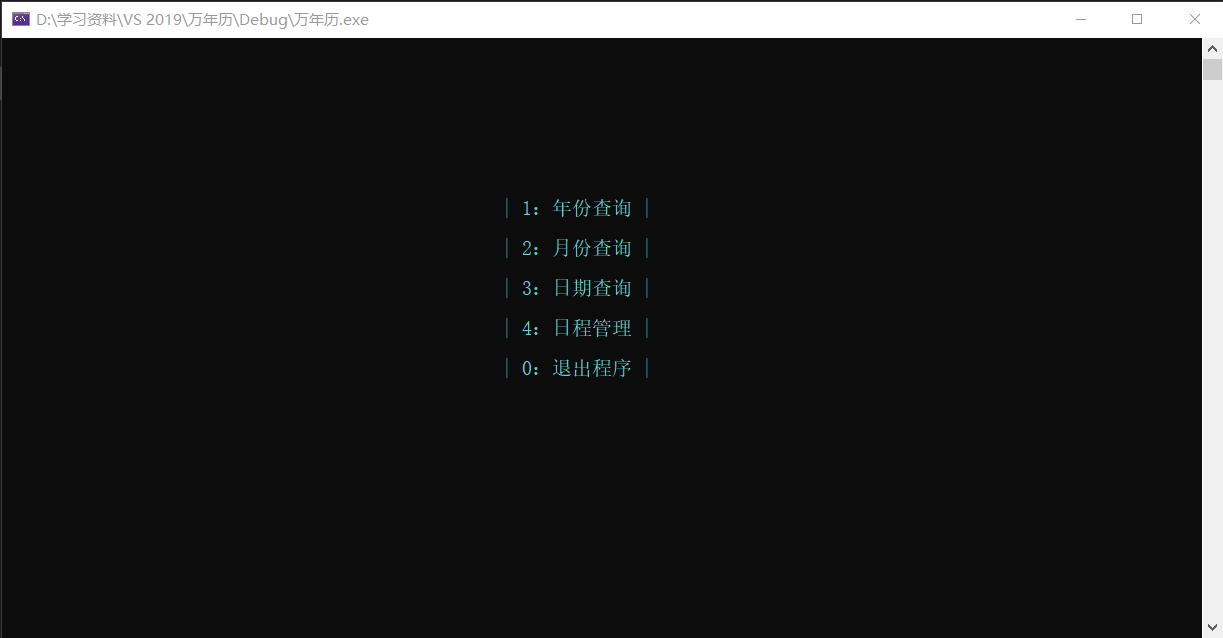 D:\学习资料\VS 2019\万年历\Debug\万年历.exe
| 1：年份查询 |
| 2：月份查询 |
| 3：日期查询 |
| 4：日程管理 |
| 0：退出程序 |